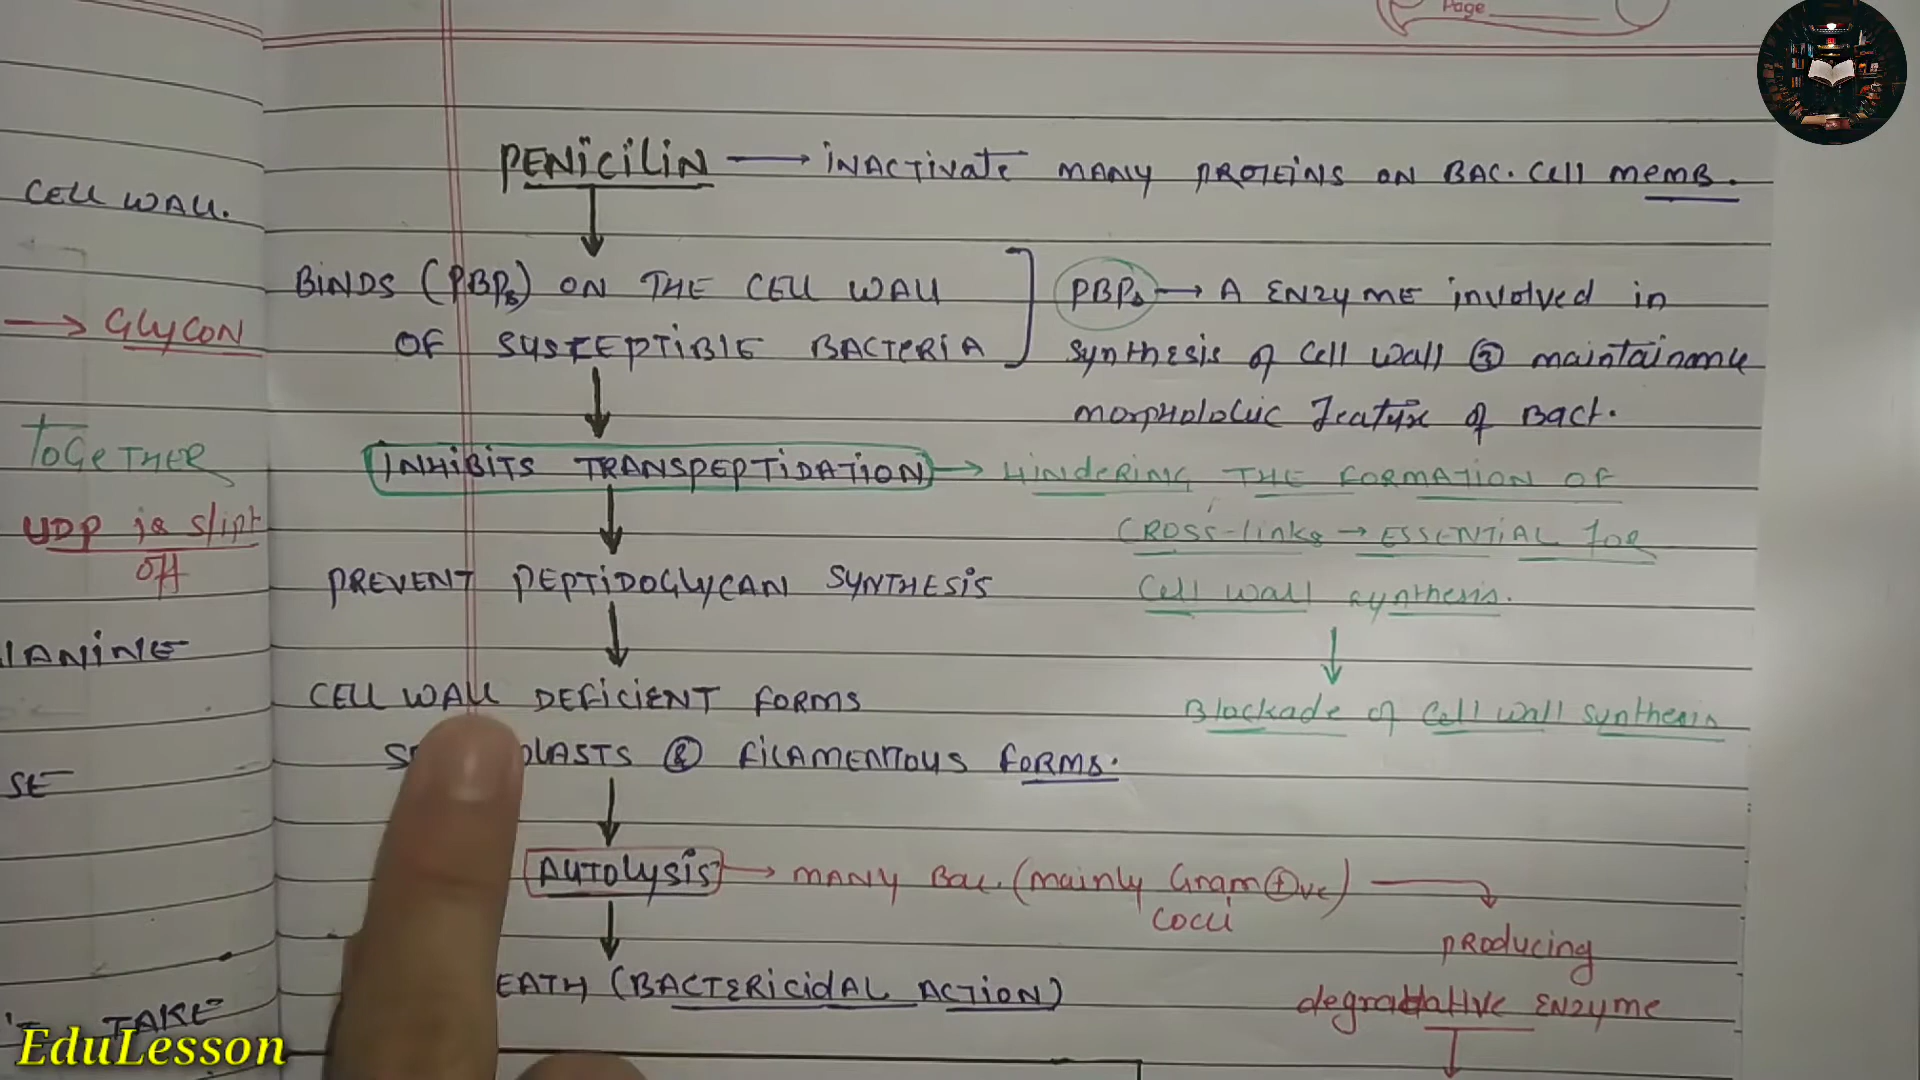 Page
PENICILIN → INACTIVATE MANY PROTEINS ON BAC. CELL MEMB.
CELL WALL.
BINDS (PBPs) ON THE CELL WALL
OF SUSEEPTIBLE BACTERIA
PBPs → A ENZYME involved in
synthesis of cell wall & maintainance
morphologic Feature of Bact.
→ GLYCON
INHIBITS TRANSPEPTIDATION → HINDERING THE FORMATION OF
CROSS-links → ESSENTIAL FOR
Cell wall synthesis.
Blockade of cell wall synthesis
TOGETHER
UDP is slipt
off
PREVENT PEPTIDOGLYCAN SYNTHESIS
LANINE
CELL WALL DEFICIENT FORMS
OLASTS & FILAMENTOUS FORMS.
SE
AUTOLYSIS → MANY Bac. (mainly Gram +ve)
cocci
PRODUCING
degradative ENZYME
EATH (BACTERICIDAL ACTION)
TAKE
EduLesson